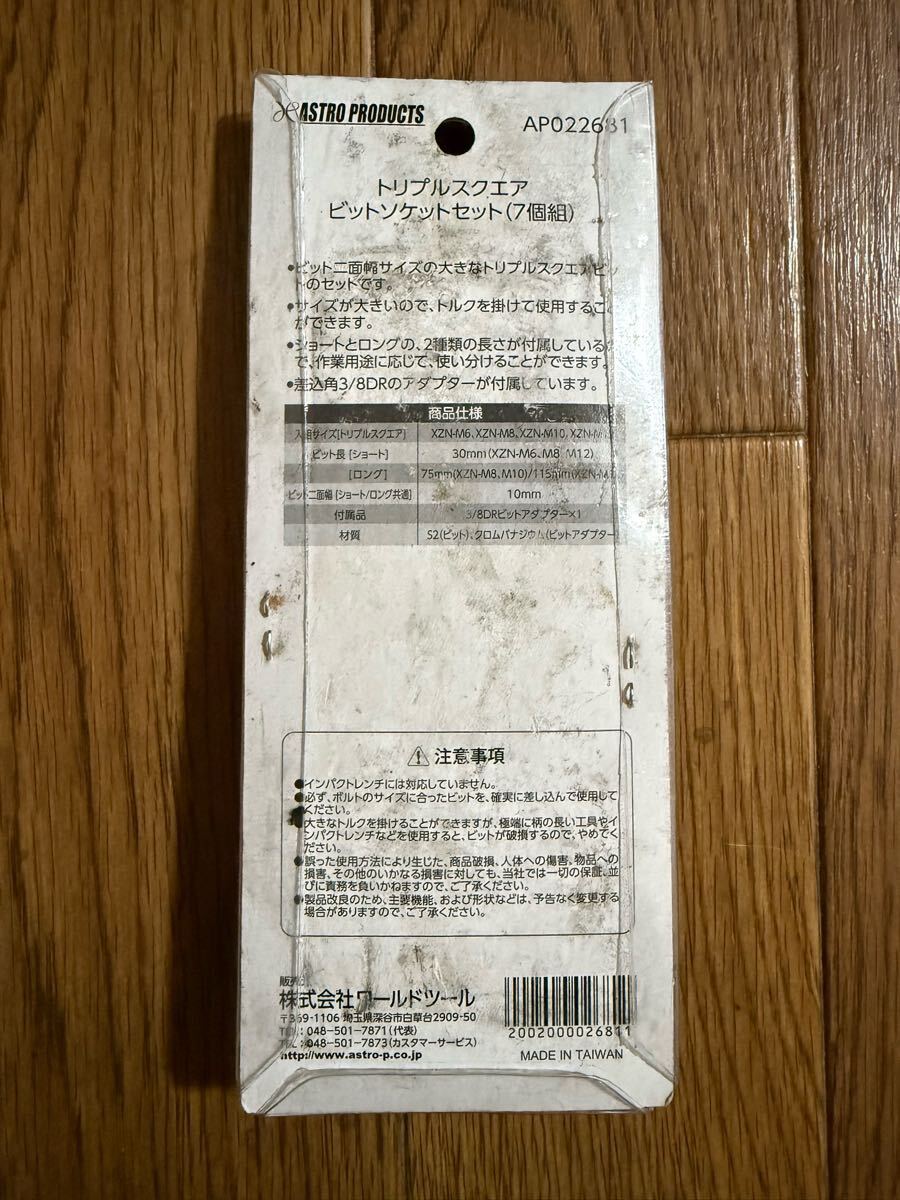 ASTRO PRODUCTS
AP022681
トリプルスクエア
ビットソケットセット(7個組)
●ビット二面幅サイズの大きなトリプルスクエアビッ
トのセットです。
●サイズが大きいので、トルクを掛けて使用するこ
ができます。
●ショートとロングの、2種類の長さが付属している
で、作業用途に応じて、使い分けることができます。
●差込角3/8DRのアダプターが付属しています。
商品仕様
入組サイズ[トリプルスクエア] XZN-M6、XZN-M8、XZN-M10、XZN-M
ビット長 [ショート] 30mm(XZN-M6、M8、M12)
[ロング] 75mm(XZN-M8、M10)/115mm(XZN-M
ビット二面幅 [ショート/ロング共通] 10mm
付属品 3/8DRビットアダプター×1
材質 S2(ビット)、クロムバナジウム(ビットアダプター
注意事項
●インパクトレンチには対応していません。
●必ず、ボルトのサイズに合ったビットを、確実に差し込んで使用して
ください。
大きなトルクを掛けることができますが、極端に柄の長い工具やイ
ンパクトレンチなどを使用すると、ビットが破損するので、やめてく
ださい。
●誤った使用方法により生じた、商品破損、人体への傷害、物品への
損害、その他のいかなる損害に対しても、当社では一切の保証、並
びに責務を負いかねますので、ご了承ください。
●製品改良のため、主要機能、および形状などは、予告なく変更する
場合がありますので、ご了承ください。
販売
株式会社ワールドツール
〒369-1106 埼玉県深谷市白草台2909-50
TEL:048-501-7871(代表)
TEL:048-501-7873(カスタマーサービス)
http://www.astro-p.co.jp
2002000026811
MADE IN TAIWAN